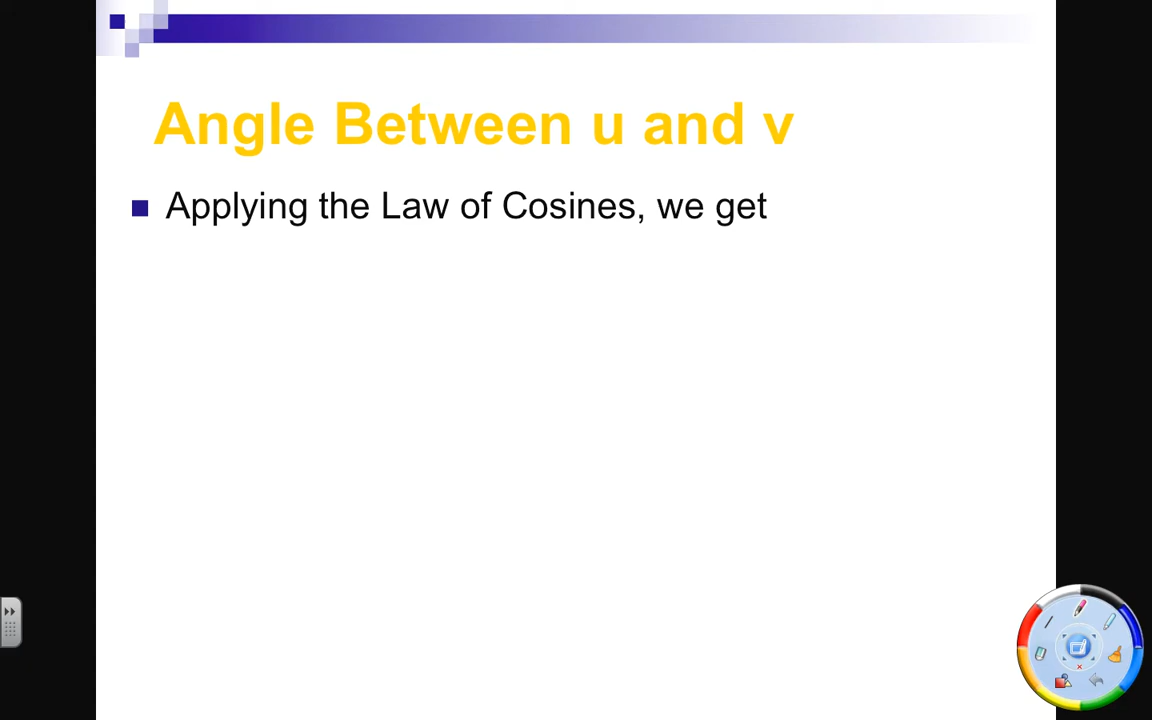 Angle Between u and v
Applying the Law of Cosines, we get